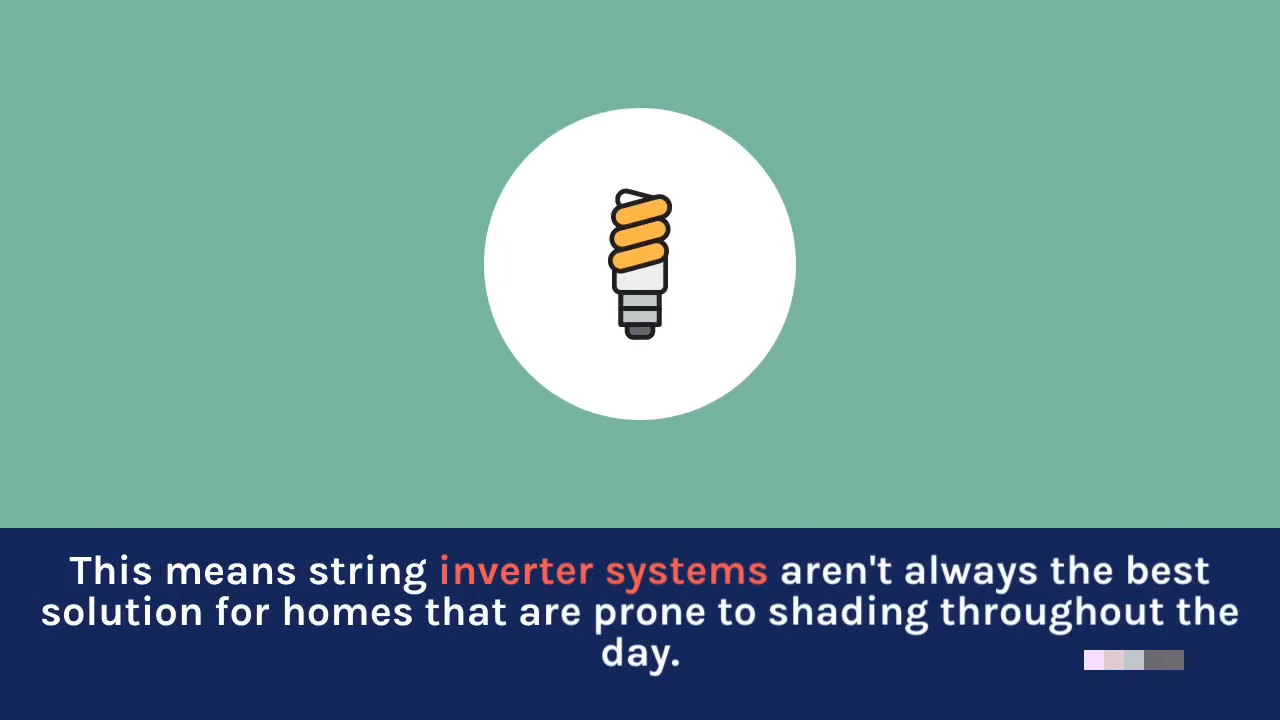 This means string inverter systems aren't always the best
solution for homes that are prone to shading throughout the
day.